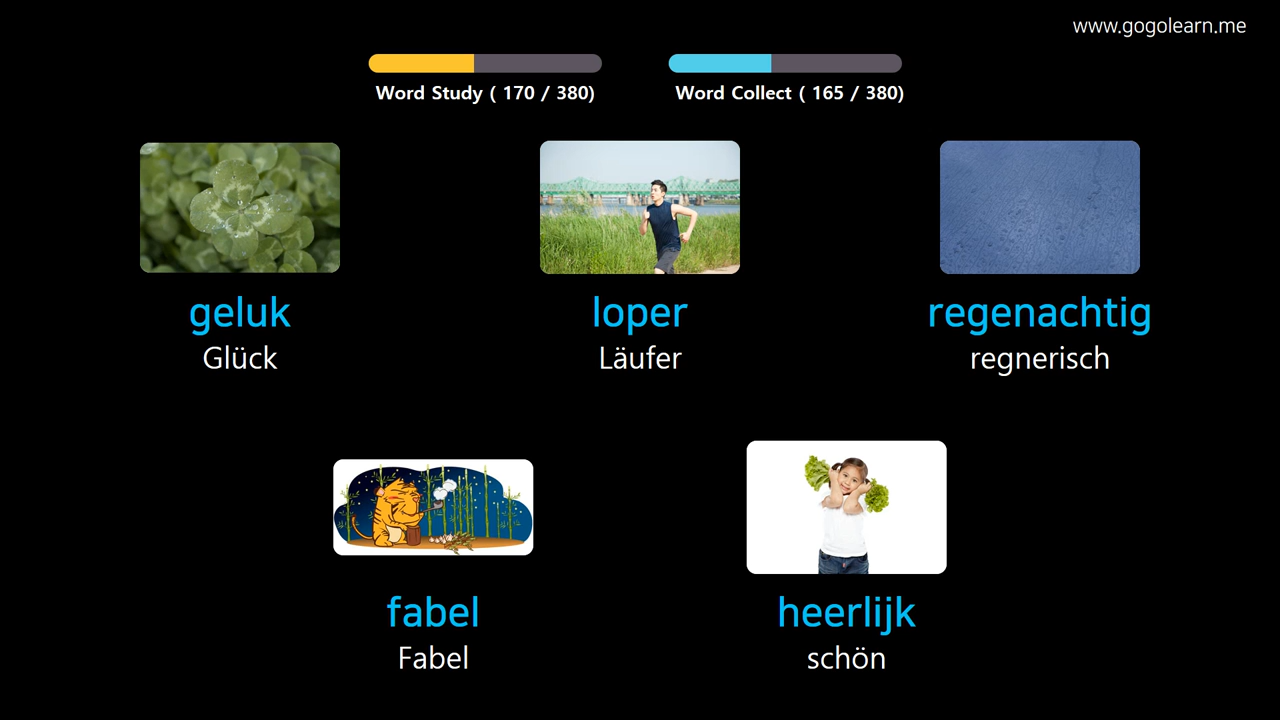 www.gogolearn.me
Word Study ( 170 / 380)
Word Collect ( 165 / 380)
geluk
Glück
loper
Läufer
regenachtig
regnerisch
fabel
Fabel
heerlijk
schön